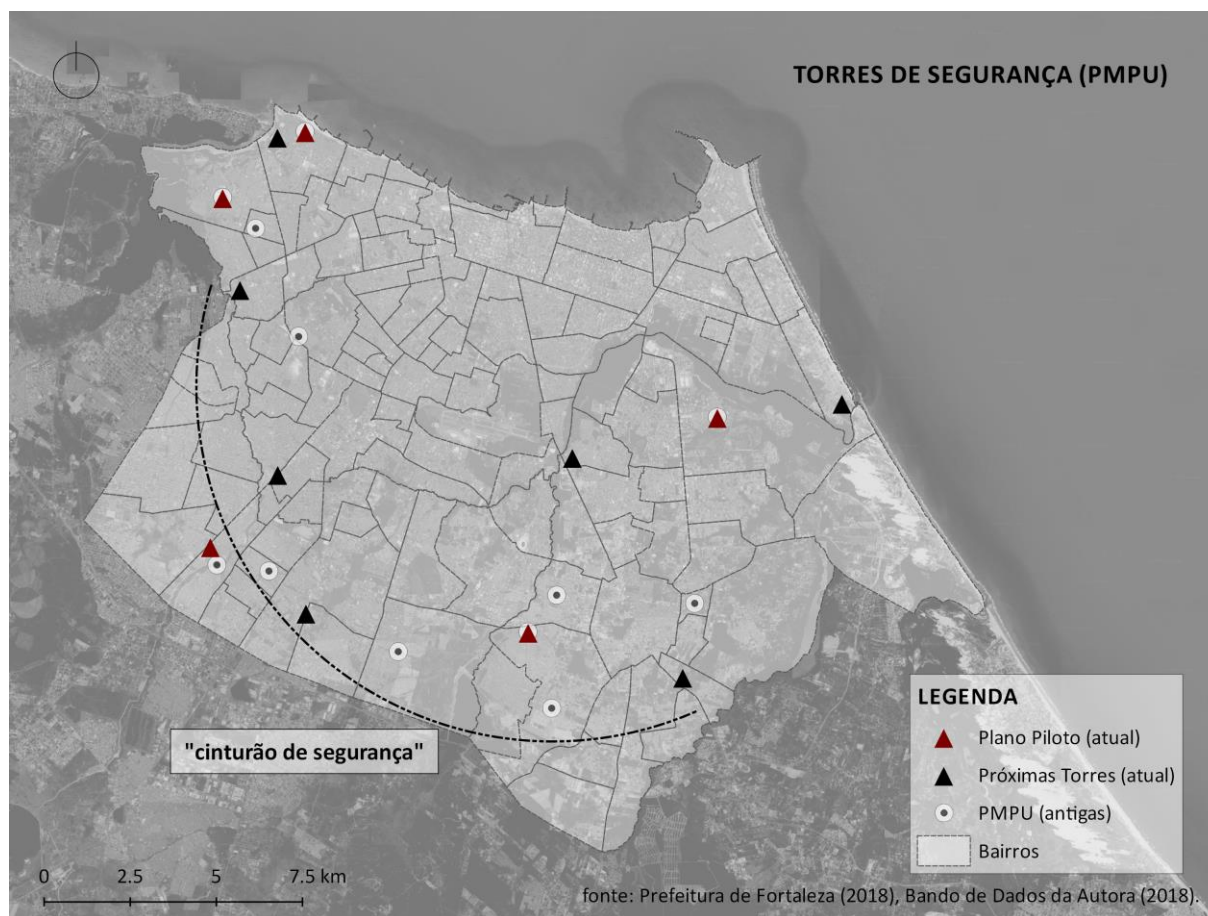 TORRES DE SEGURANÇA (PMPU)
"cinturão de segurança"
LEGENDA
Plano Piloto (atual)
Próximas Torres (atual)
PMPU (antigas)
Bairros
0 2.5 5 7.5 km
fonte: Prefeitura de Fortaleza (2018), Bando de Dados da Autora (2018).